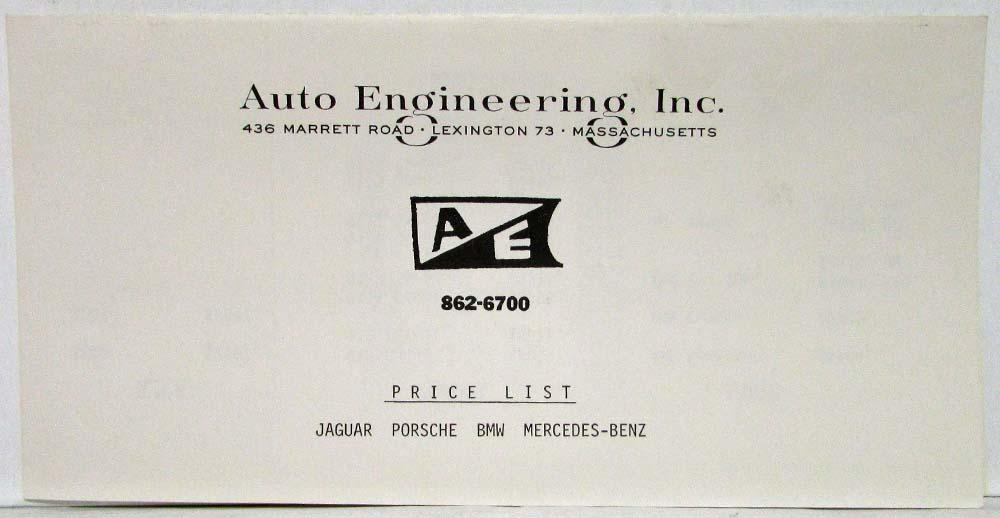 Auto Engineering, Inc.
436 MARRETT ROAD · LEXINGTON 73 · MASSACHUSETTS
AE
862-6700
PRICE LIST
JAGUAR PORSCHE BMW MERCEDES-BENZ